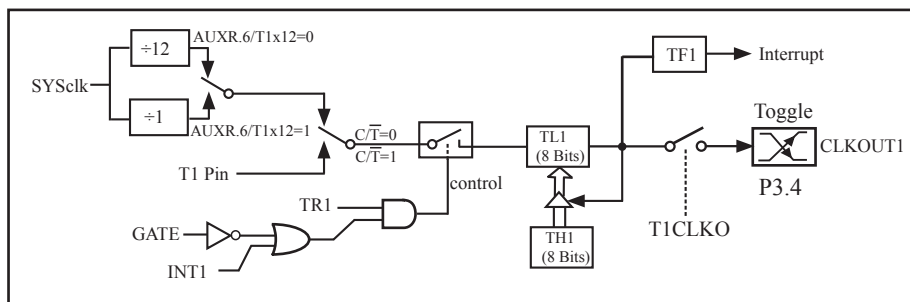 AUXR.6/T1x12=0
÷12
SYSclk
÷1
AUXR.6/T1x12=1
C/T̅=0
C/T̅=1
T1 Pin
TR1
GATE
INT1
control
TL1
(8 Bits)
TH1
(8 Bits)
TF1
Interrupt
Toggle
CLKOUT1
P3.4
T1CLKO